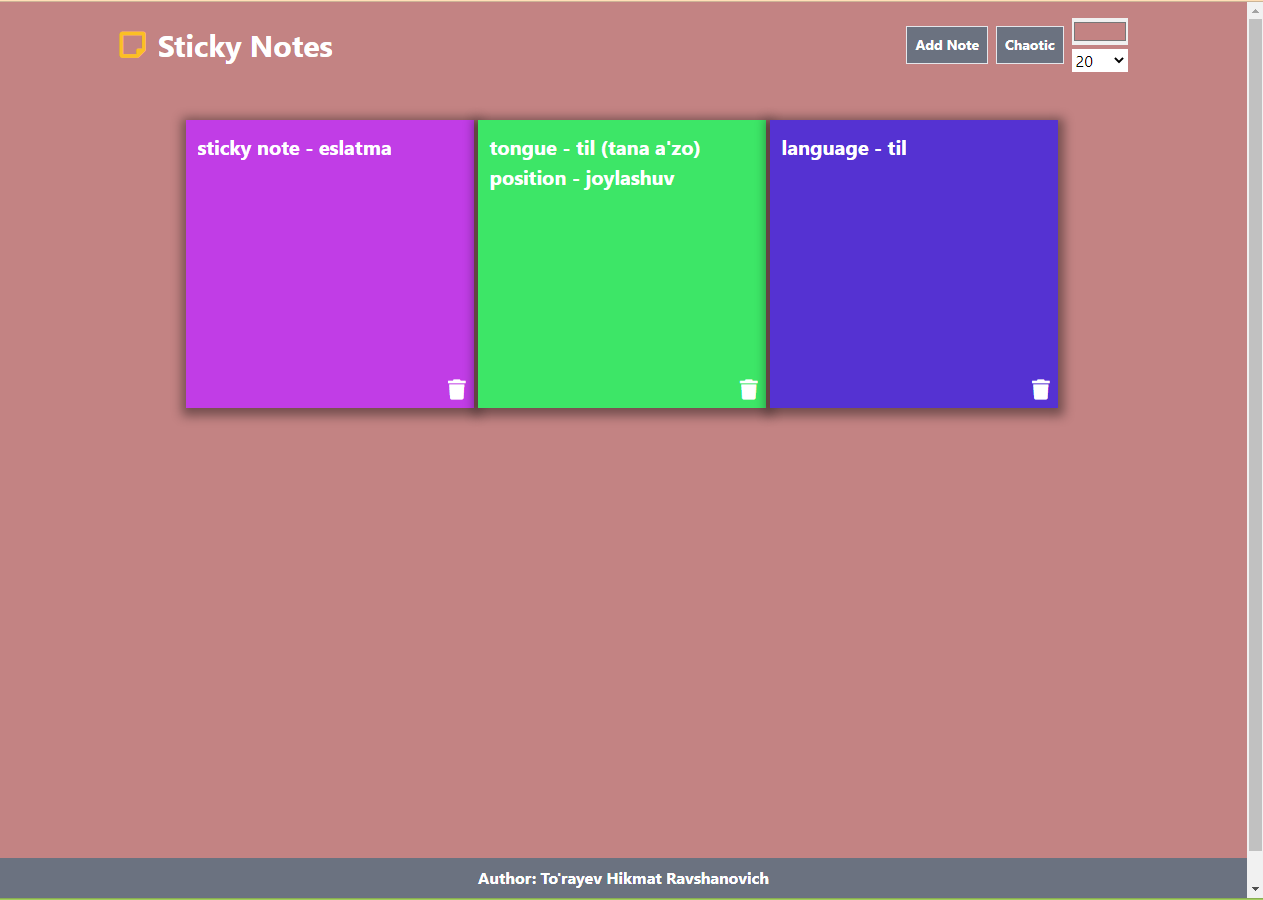 Sticky Notes
Add Note
Chaotic
20
sticky note - eslatma
tongue - til (tana a'zo)
position - joylashuv
language - til
Author: To'rayev Hikmat Ravshanovich